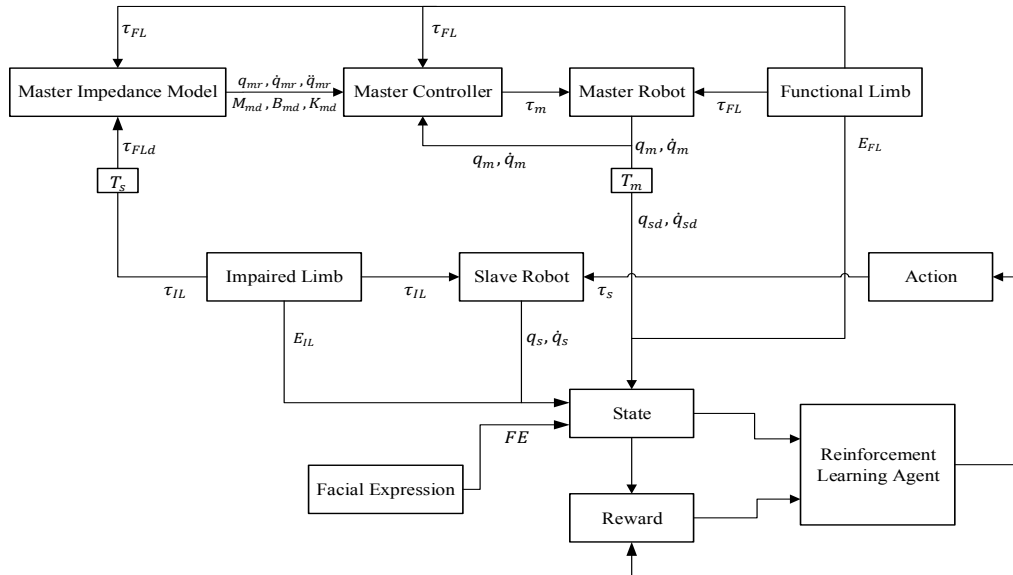 τ_FL
τ_FL
Master Impedance Model
q_mr, q̇_mr, q̈_mr
M_md, B_md, K_md
Master Controller
τ_m
Master Robot
τ_FL
Functional Limb
τ_FLd
q_m, q̇_m
q_m, q̇_m
E_FL
T_s
T_m
q_sd, q̇_sd
Impaired Limb
Slave Robot
Action
τ_IL
τ_IL
τ_s
E_IL
q_s, q̇_s
State
FE
Reinforcement
Learning Agent
Facial Expression
Reward